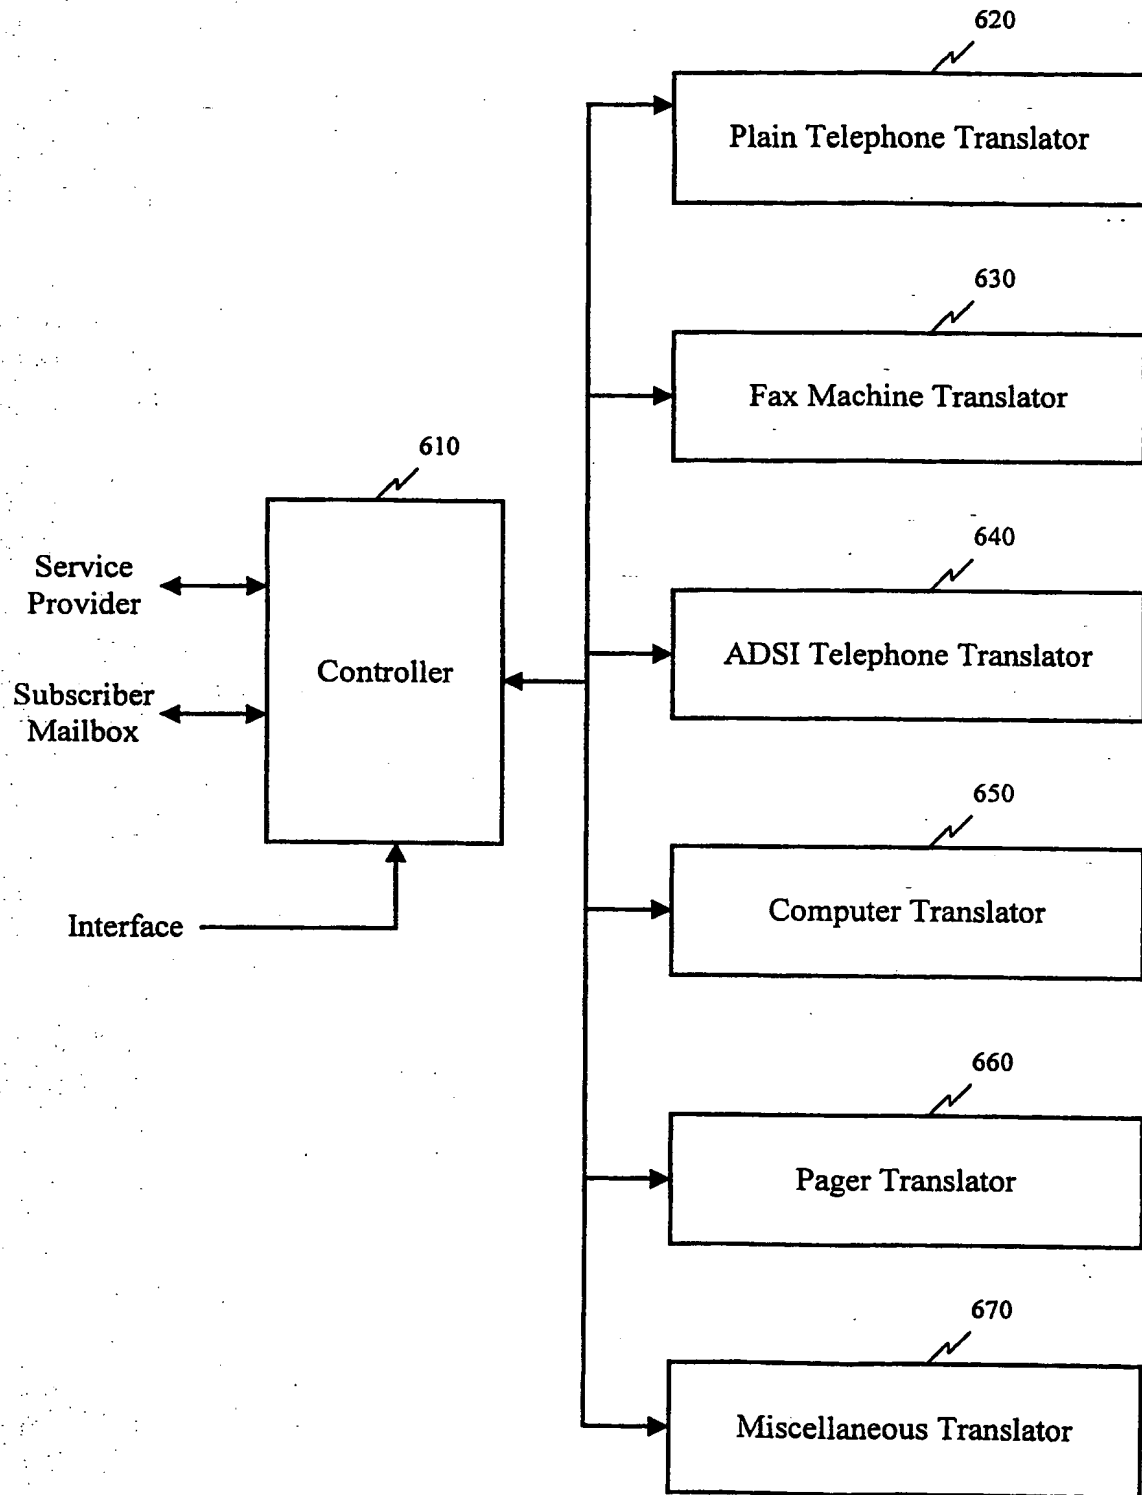 620
Plain Telephone Translator
630
Fax Machine Translator
610
Service
Provider
640
ADSI Telephone Translator
Controller
Subscriber
Mailbox
650
Computer Translator
Interface
660
Pager Translator
670
Miscellaneous Translator